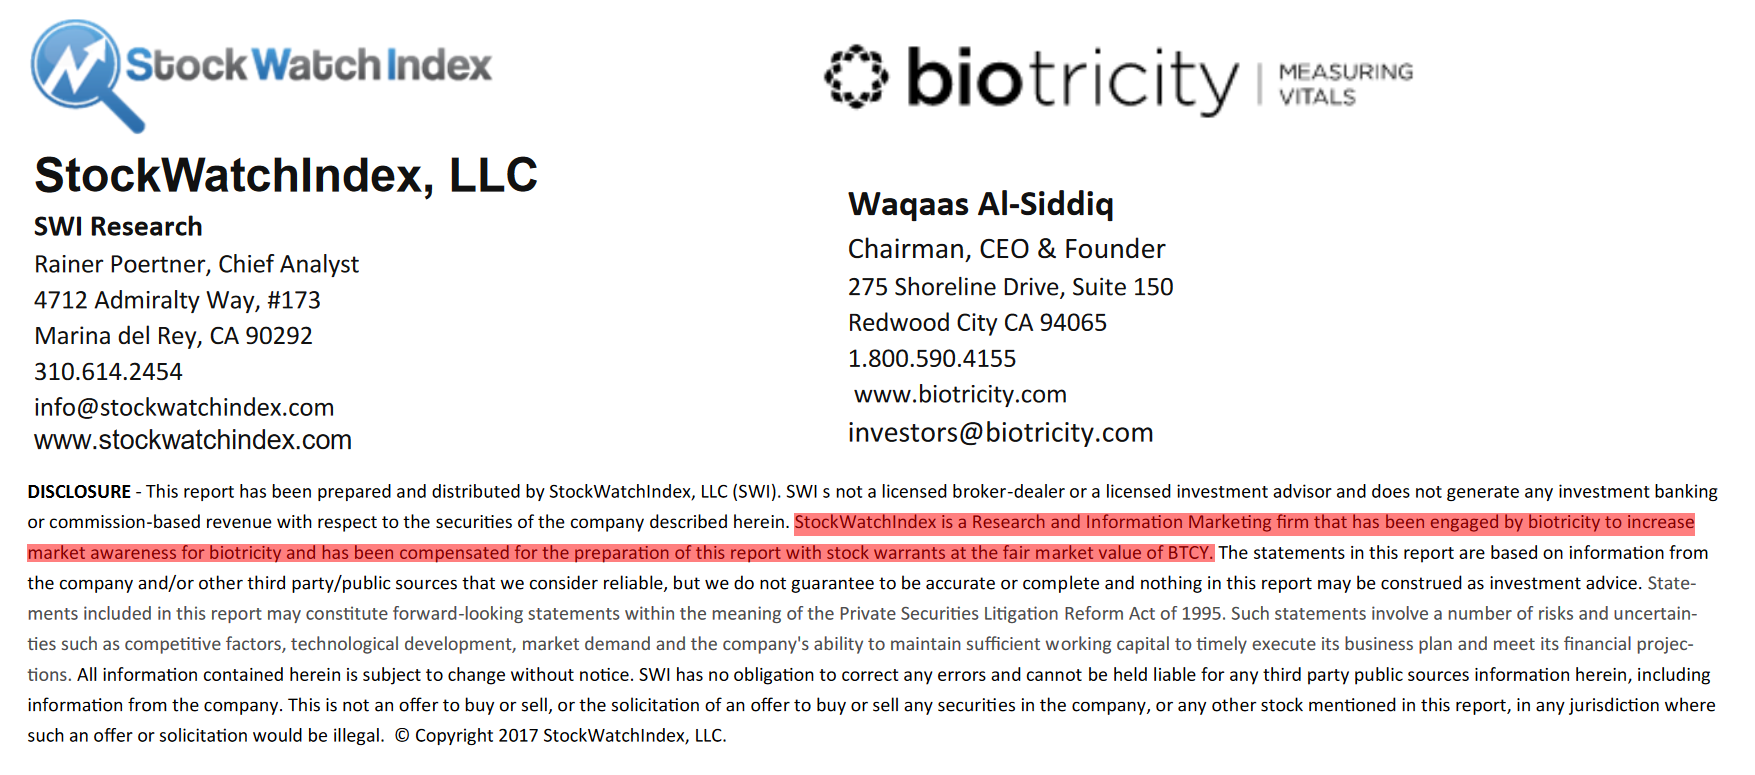 StockWatchIndex
biotricity | MEASURING VITALS
StockWatchIndex, LLC
SWI Research
Rainer Poertner, Chief Analyst
4712 Admiralty Way, #173
Marina del Rey, CA 90292
310.614.2454
info@stockwatchindex.com
www.stockwatchindex.com
Waqaas Al-Siddiq
Chairman, CEO & Founder
275 Shoreline Drive, Suite 150
Redwood City CA 94065
1.800.590.4155
www.biotricity.com
investors@biotricity.com
DISCLOSURE - This report has been prepared and distributed by StockWatchIndex, LLC (SWI). SWI s not a licensed broker-dealer or a licensed investment advisor and does not generate any investment banking
or commission-based revenue with respect to the securities of the company described herein. StockWatchIndex is a Research and Information Marketing firm that has been engaged by biotricity to increase
market awareness for biotricity and has been compensated for the preparation of this report with stock warrants at the fair market value of BTCY. The statements in this report are based on information from
the company and/or other third party/public sources that we consider reliable, but we do not guarantee to be accurate or complete and nothing in this report may be construed as investment advice. State-
ments included in this report may constitute forward-looking statements within the meaning of the Private Securities Litigation Reform Act of 1995. Such statements involve a number of risks and uncertain-
ties such as competitive factors, technological development, market demand and the company's ability to maintain sufficient working capital to timely execute its business plan and meet its financial projec-
tions. All information contained herein is subject to change without notice. SWI has no obligation to correct any errors and cannot be held liable for any third party public sources information herein, including
information from the company. This is not an offer to buy or sell, or the solicitation of an offer to buy or sell any securities in the company, or any other stock mentioned in this report, in any jurisdiction where
such an offer or solicitation would be illegal. © Copyright 2017 StockWatchIndex, LLC.